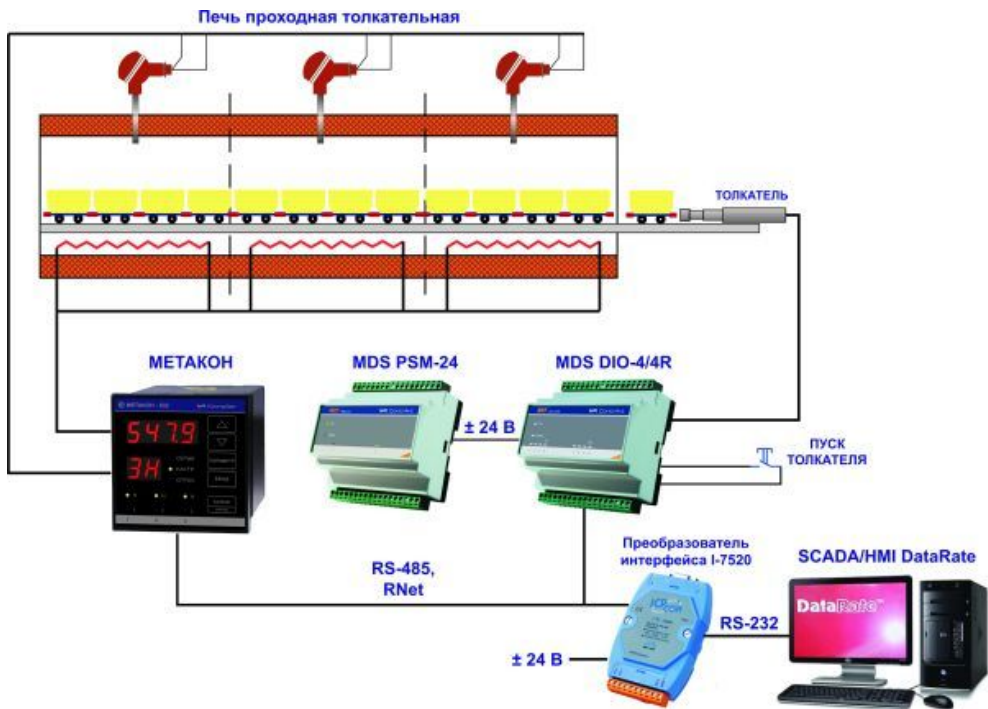 Печь проходная толкательная
ТОЛКАТЕЛЬ
МЕТАКОН
MDS PSM-24
MDS DIO-4/4R
± 24 В
ПУСК
ТОЛКАТЕЛЯ
547.9
3H
RS-485,
RNet
Преобразователь
интерфейса I-7520
SCADA/HMI DataRate
DataRate
RS-232
± 24 В